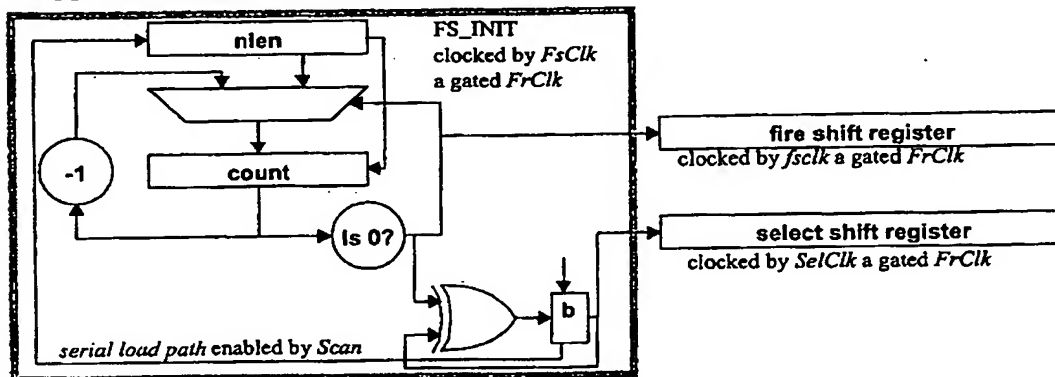 nlen
FS_INIT
clocked by FsClk
a gated FrClk
fire shift register
clocked by fsclk a gated FrClk
count
-1
Is 0?
select shift register
clocked by SelClk a gated FrClk
b
serial load path enabled by Scan